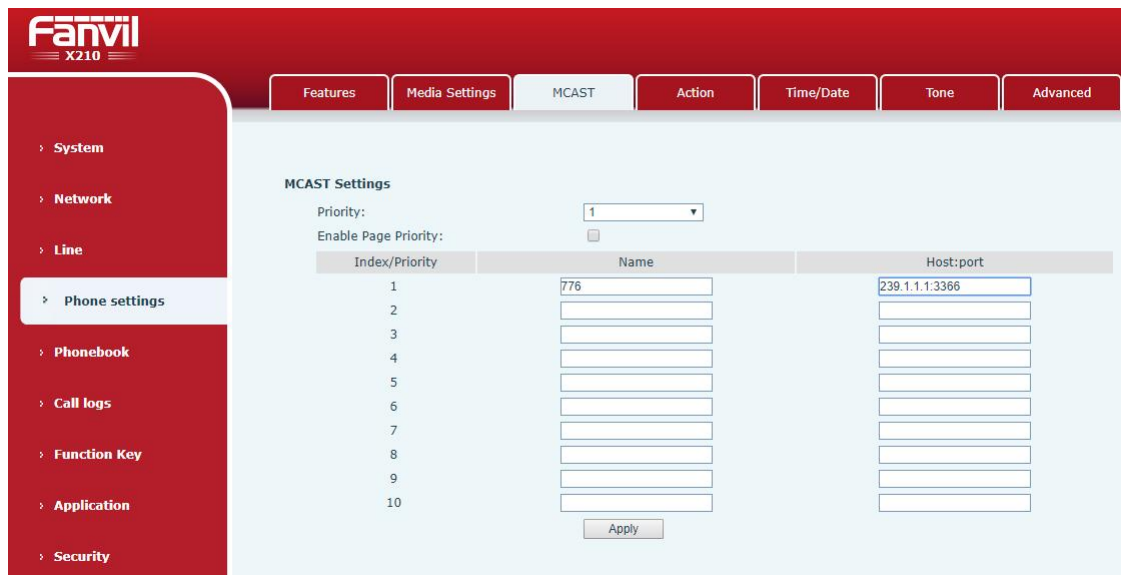 Fanvil
X210
Features Media Settings MCAST Action Time/Date Tone Advanced
› System
› Network
› Line
› Phone settings
› Phonebook
› Call logs
› Function Key
› Application
› Security
MCAST Settings
Priority: 1
Enable Page Priority:
Index/Priority Name Host:port
1 776 239.1.1.1:3366
2
3
4
5
6
7
8
9
10
Apply